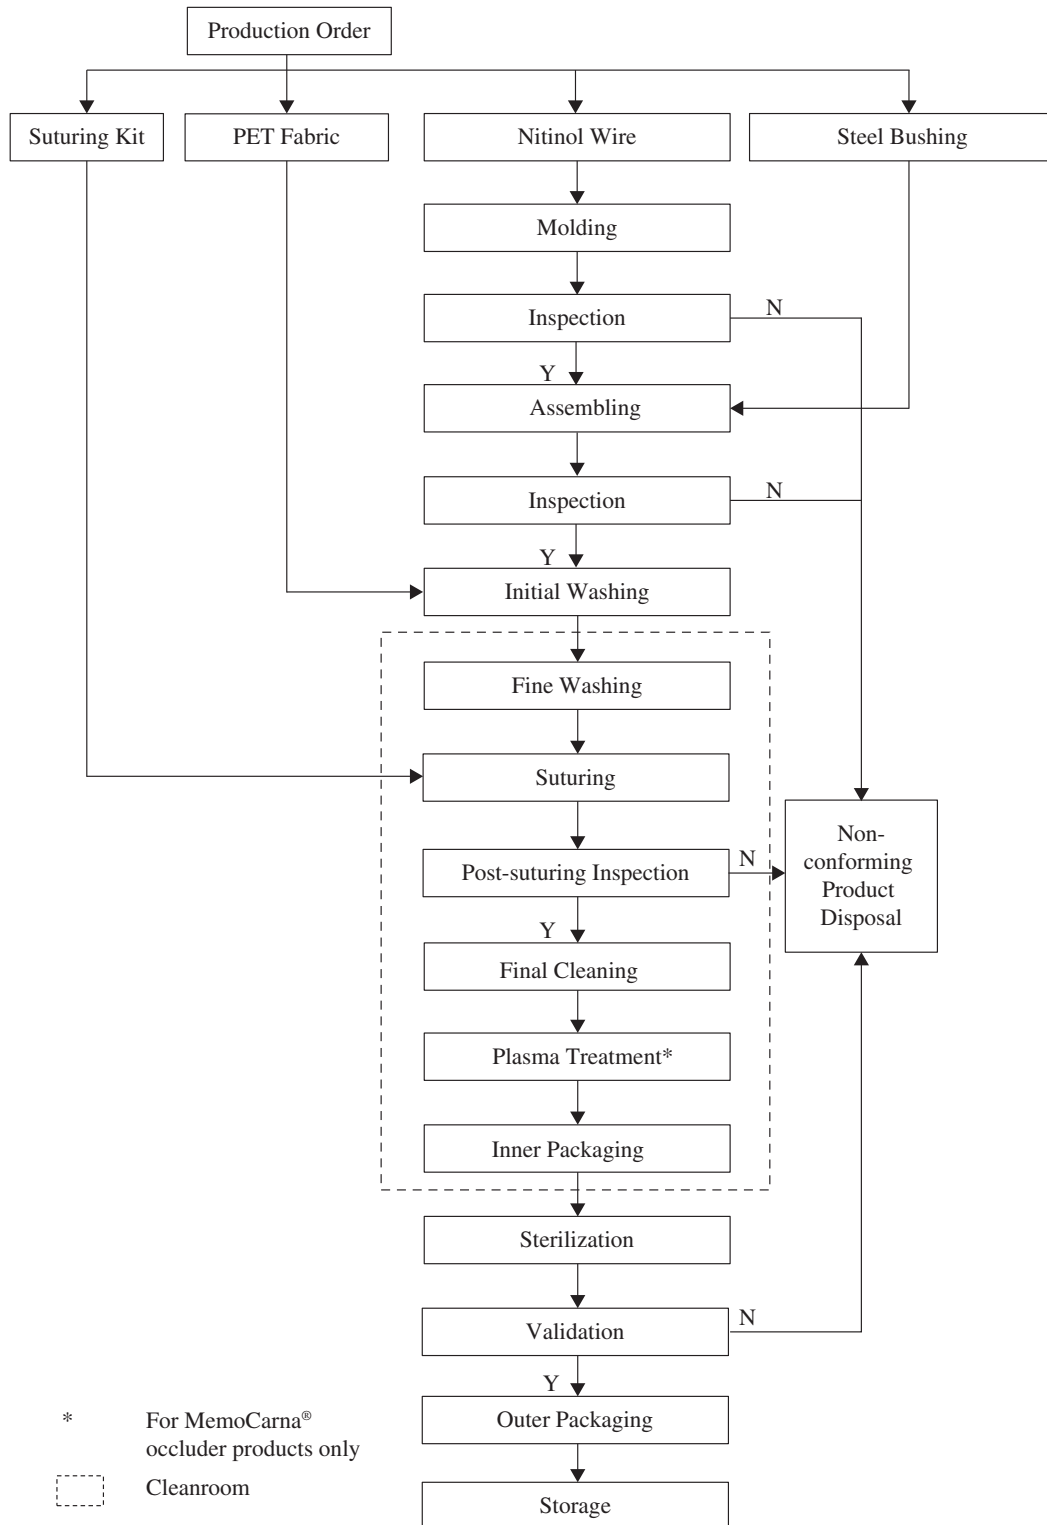 Production Order
Suturing Kit
PET Fabric
Nitinol Wire
Steel Bushing
Molding
Inspection
N
Y
Assembling
Inspection
N
Y
Initial Washing
Fine Washing
Suturing
Post-suturing Inspection
N
Non-
conforming
Product
Disposal
Y
Final Cleaning
Plasma Treatment*
Inner Packaging
Sterilization
Validation
N
Y
Outer Packaging
Storage
* For MemoCarna®
occluder products only
Cleanroom